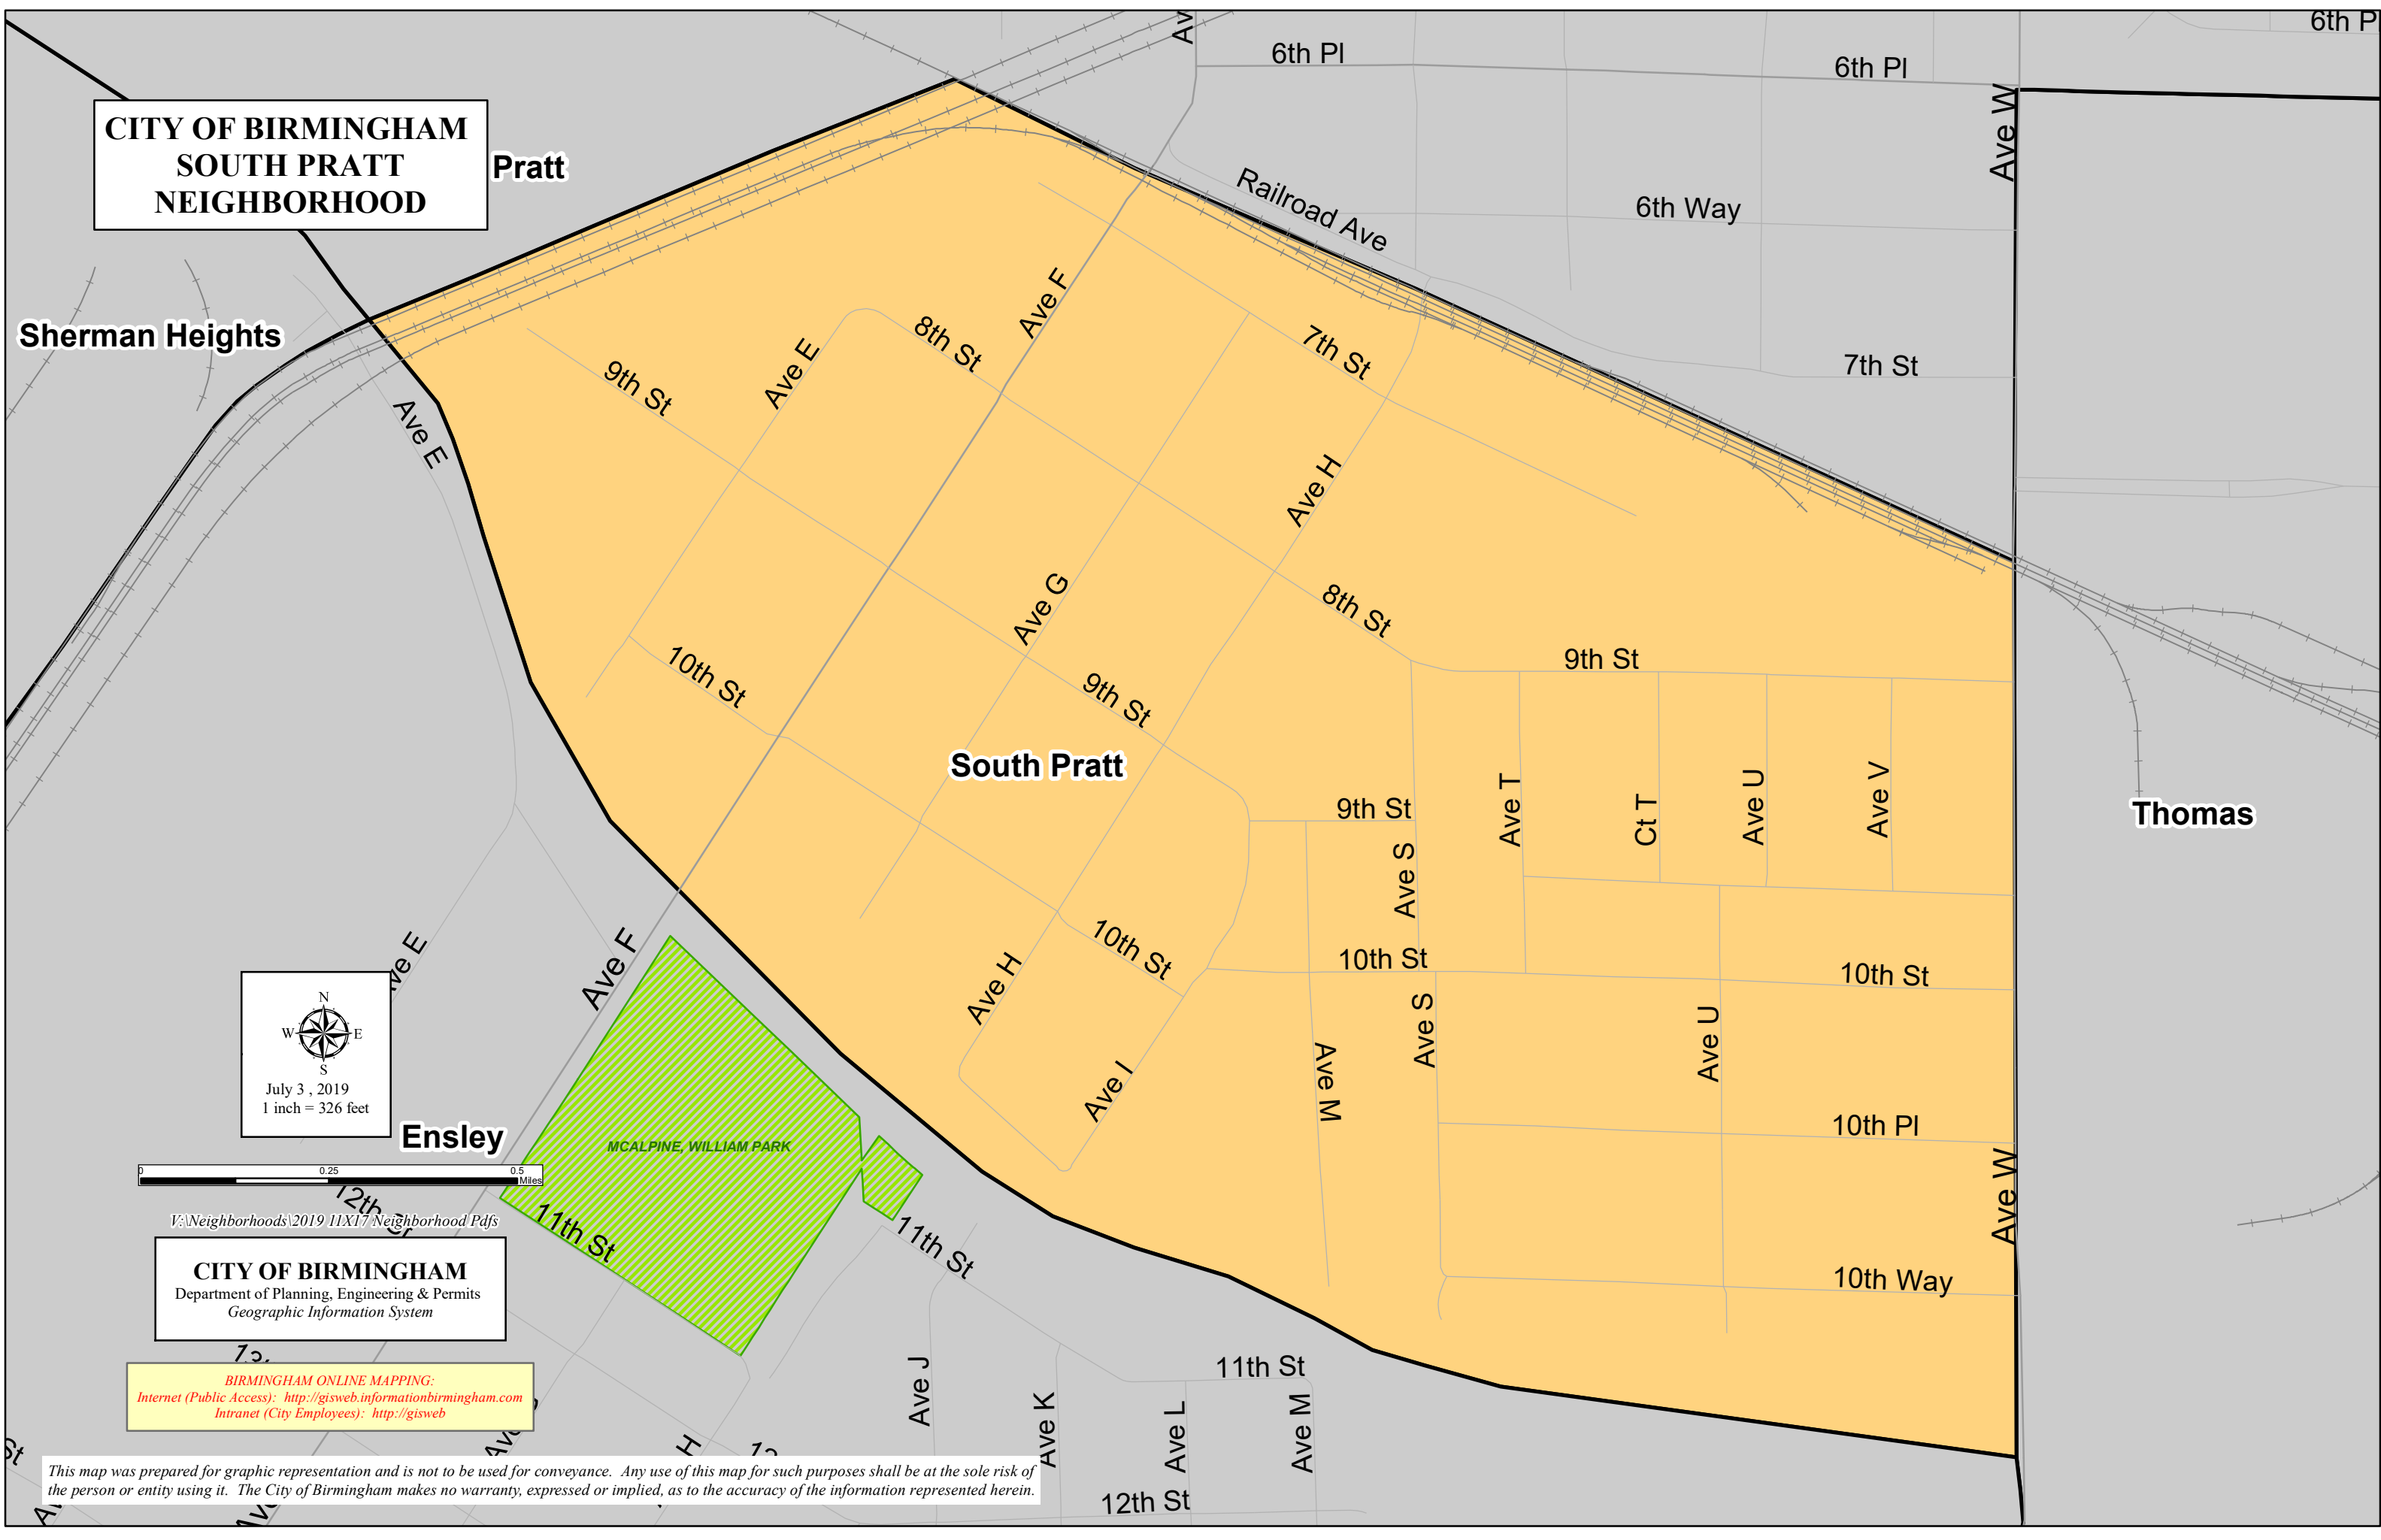 6th Pl
6th Pl
6th P
Av
Ave W
CITY OF BIRMINGHAM
SOUTH PRATT
NEIGHBORHOOD
Pratt
Railroad Ave
6th Way
Sherman Heights
Ave F
8th St
7th St
7th St
9th St
Ave E
Ave E
Ave H
Ave G
8th St
9th St
10th St
9th St
South Pratt
9th St
Ave S
Ave T
Ct T
Ave U
Ave V
Thomas
Ave F
ve E
10th St
10th St
10th St
Ave H
Ave I
Ave M
Ave S
Ave U
10th Pl
Ave W
10th Way
N
W
E
S
July 3 , 2019
1 inch = 326 feet
Ensley
MCALPINE, WILLIAM PARK
0
0.25
0.5
Miles
12th St
11th St
11th St
V:\Neighborhoods\2019 11X17 Neighborhood Pdfs
CITY OF BIRMINGHAM
Department of Planning, Engineering & Permits
Geographic Information System
BIRMINGHAM ONLINE MAPPING:
Internet (Public Access):  http://gisweb.informationbirmingham.com
Intranet (City Employees):  http://gisweb
11th St
Ave J
Ave K
Ave L
Ave M
H
St
12th St
This map was prepared for graphic representation and is not to be used for conveyance.  Any use of this map for such purposes shall be at the sole risk of
the person or entity using it.  The City of Birmingham makes no warranty, expressed or implied, as to the accuracy of the information represented herein.